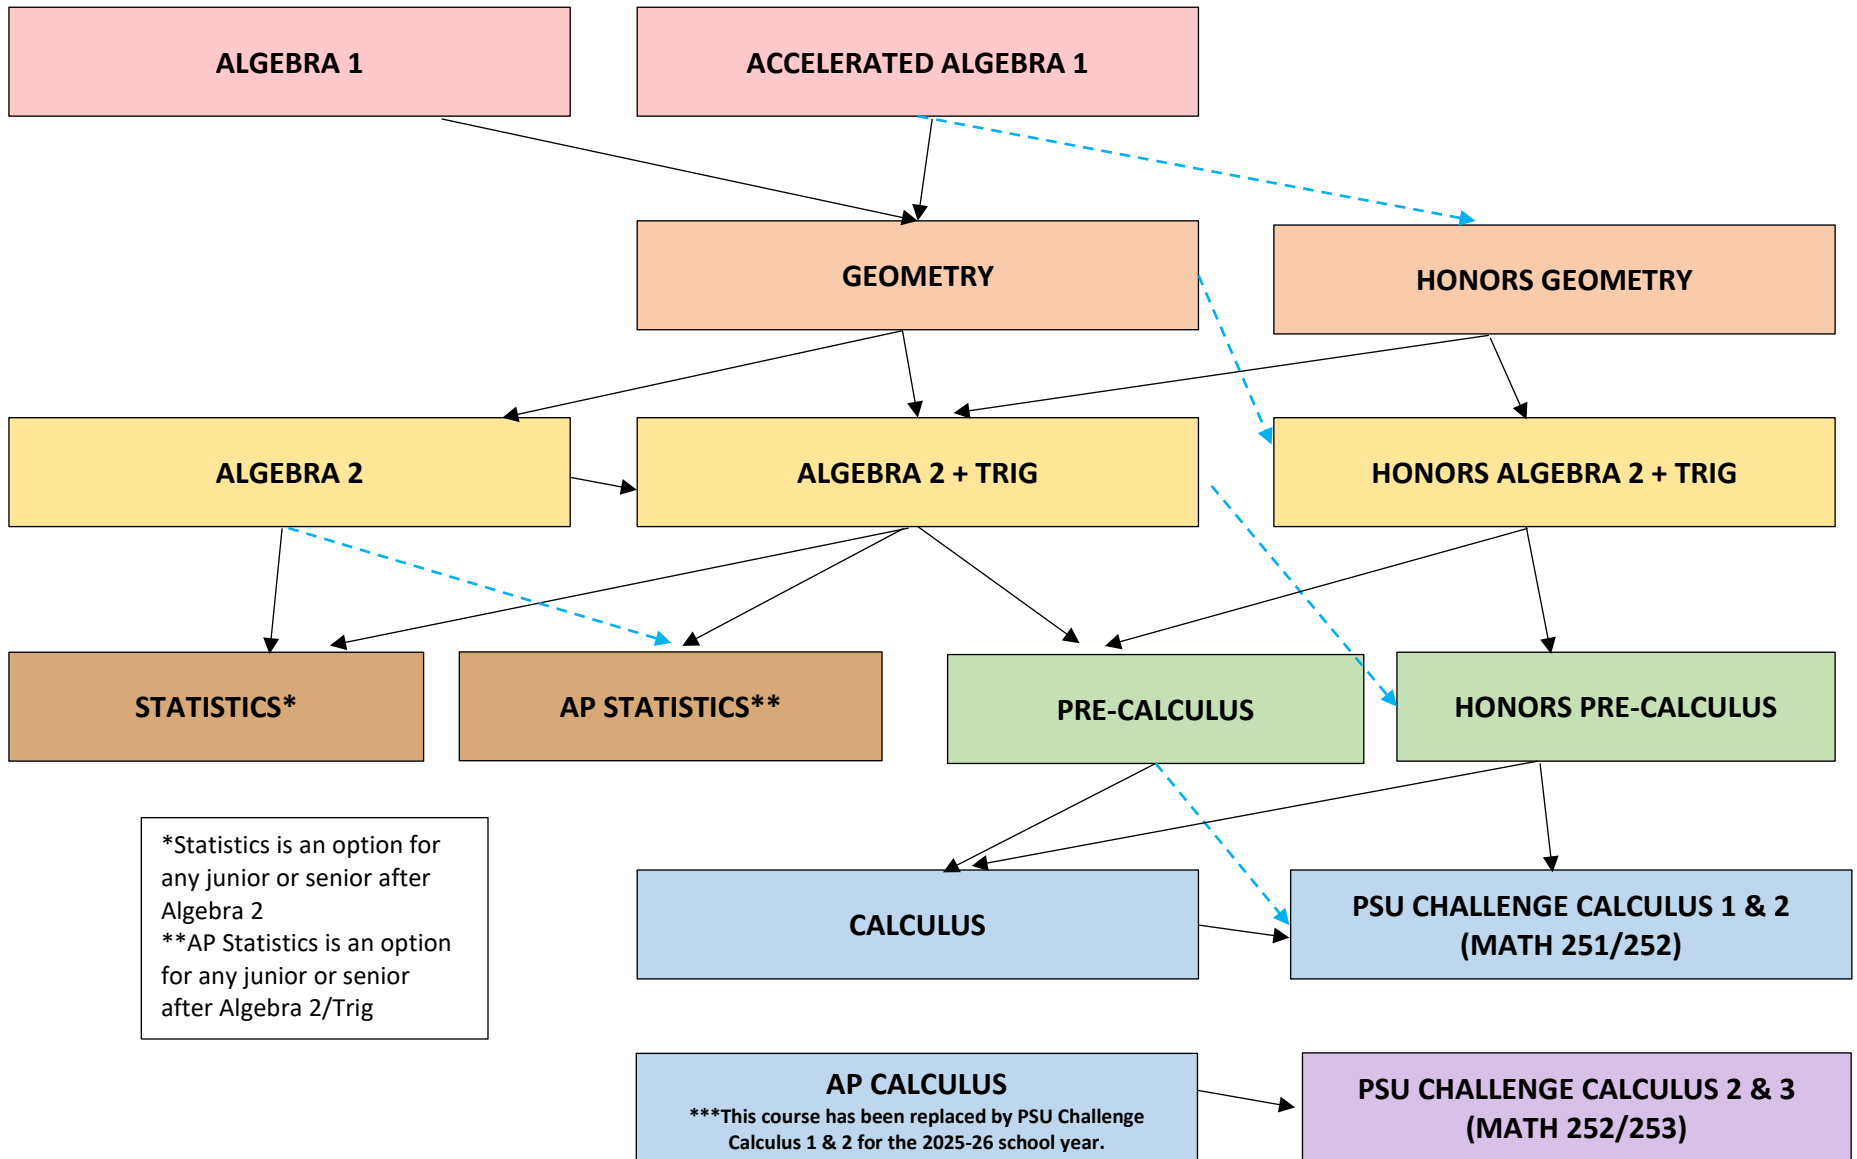 ALGEBRA 1
ACCELERATED ALGEBRA 1
GEOMETRY
HONORS GEOMETRY
ALGEBRA 2
ALGEBRA 2 + TRIG
HONORS ALGEBRA 2 + TRIG
STATISTICS*
AP STATISTICS**
PRE-CALCULUS
HONORS PRE-CALCULUS
*Statistics is an option for
any junior or senior after
Algebra 2
**AP Statistics is an option
for any junior or senior
after Algebra 2/Trig
CALCULUS
PSU CHALLENGE CALCULUS 1 & 2
(MATH 251/252)
AP CALCULUS
***This course has been replaced by PSU Challenge
Calculus 1 & 2 for the 2025-26 school year.
PSU CHALLENGE CALCULUS 2 & 3
(MATH 252/253)